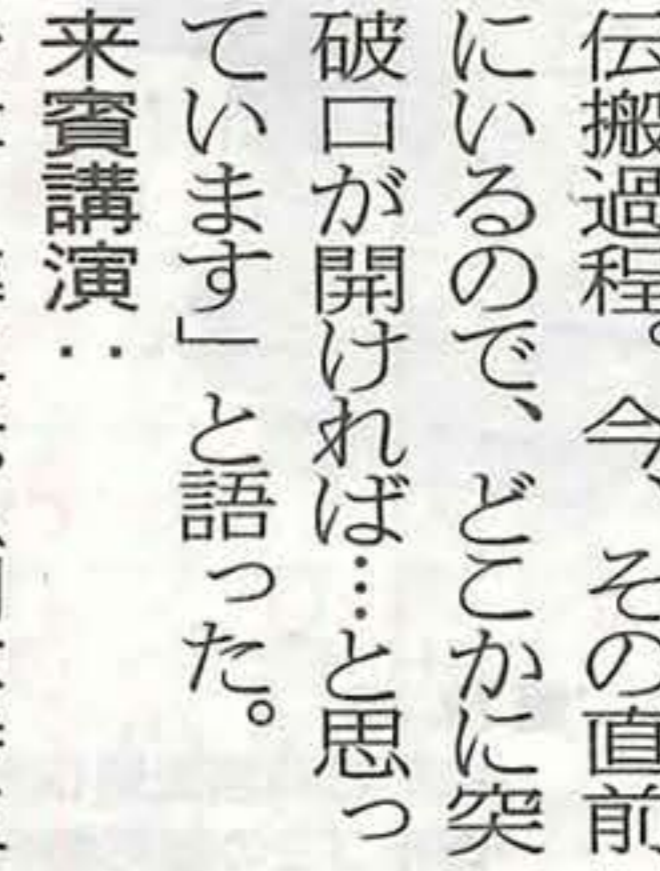 伝搬過程。今、その直前
にいるので、どこかに突
破口が開ければ…と思っ
ています」と語った。
来賓講演：